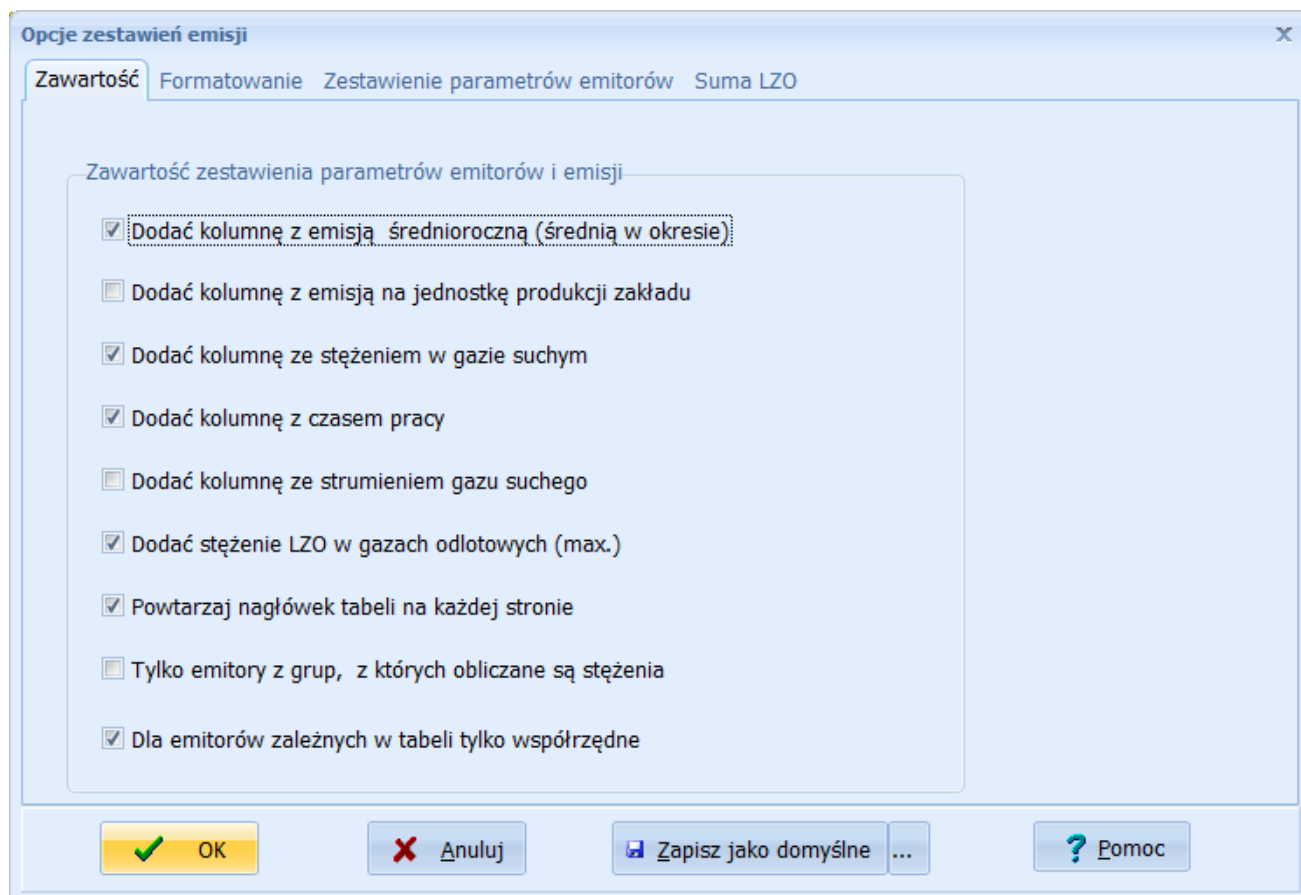 Opcje zestawień emisji
Zawartość Formatowanie Zestawienie parametrów emitorów Suma LZO
Zawartość zestawienia parametrów emitorów i emisji
Dodać kolumnę z emisją średnioroczną (średnią w okresie)
Dodać kolumnę z emisją na jednostkę produkcji zakładu
Dodać kolumnę ze stężeniem w gazie suchym
Dodać kolumnę z czasem pracy
Dodać kolumnę ze strumieniem gazu suchego
Dodać stężenie LZO w gazach odlotowych (max.)
Powtarzaj nagłówek tabeli na każdej stronie
Tylko emitory z grup, z których obliczane są stężenia
Dla emitorów zależnych w tabeli tylko współrzędne
OK Anuluj Zapisz jako domyślne ... Pomoc